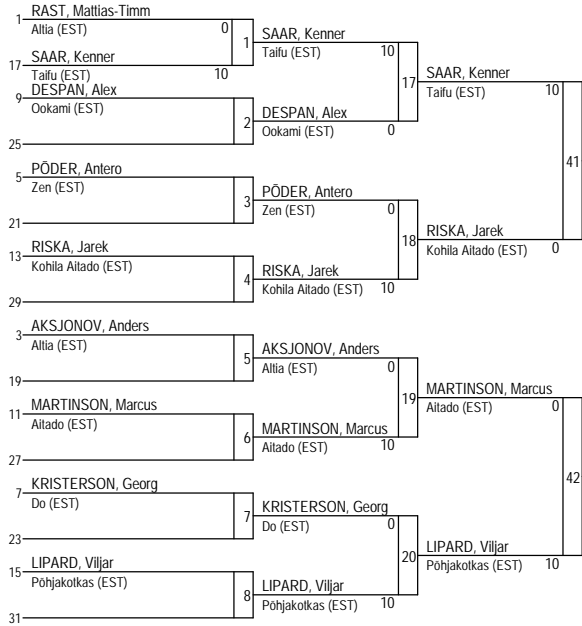 1 RAST, Mattias-Timm
Altia (EST) 0
1
17 SAAR, Kenner
Taifu (EST) 10
9 DESPAN, Alex
Ookami (EST)
2
25
5 PÕDER, Antero
Zen (EST)
3
21
13 RISKA, Jarek
Kohila Aitado (EST)
4
29
3 AKSJONOV, Anders
Altia (EST)
5
19
11 MARTINSON, Marcus
Aitado (EST)
6
27
7 KRISTERSON, Georg
Do (EST)
7
23
15 LIPARD, Viljar
Põhjakotkas (EST)
8
31
SAAR, Kenner
Taifu (EST) 10
17
DESPAN, Alex
Ookami (EST) 0
PÕDER, Antero
Zen (EST) 0
18
RISKA, Jarek
Kohila Aitado (EST) 10
AKSJONOV, Anders
Altia (EST) 0
19
MARTINSON, Marcus
Aitado (EST) 10
KRISTERSON, Georg
Do (EST) 0
20
LIPARD, Viljar
Põhjakotkas (EST) 10
SAAR, Kenner
Taifu (EST) 10
41
RISKA, Jarek
Kohila Aitado (EST) 0
MARTINSON, Marcus
Aitado (EST) 0
42
LIPARD, Viljar
Põhjakotkas (EST) 10